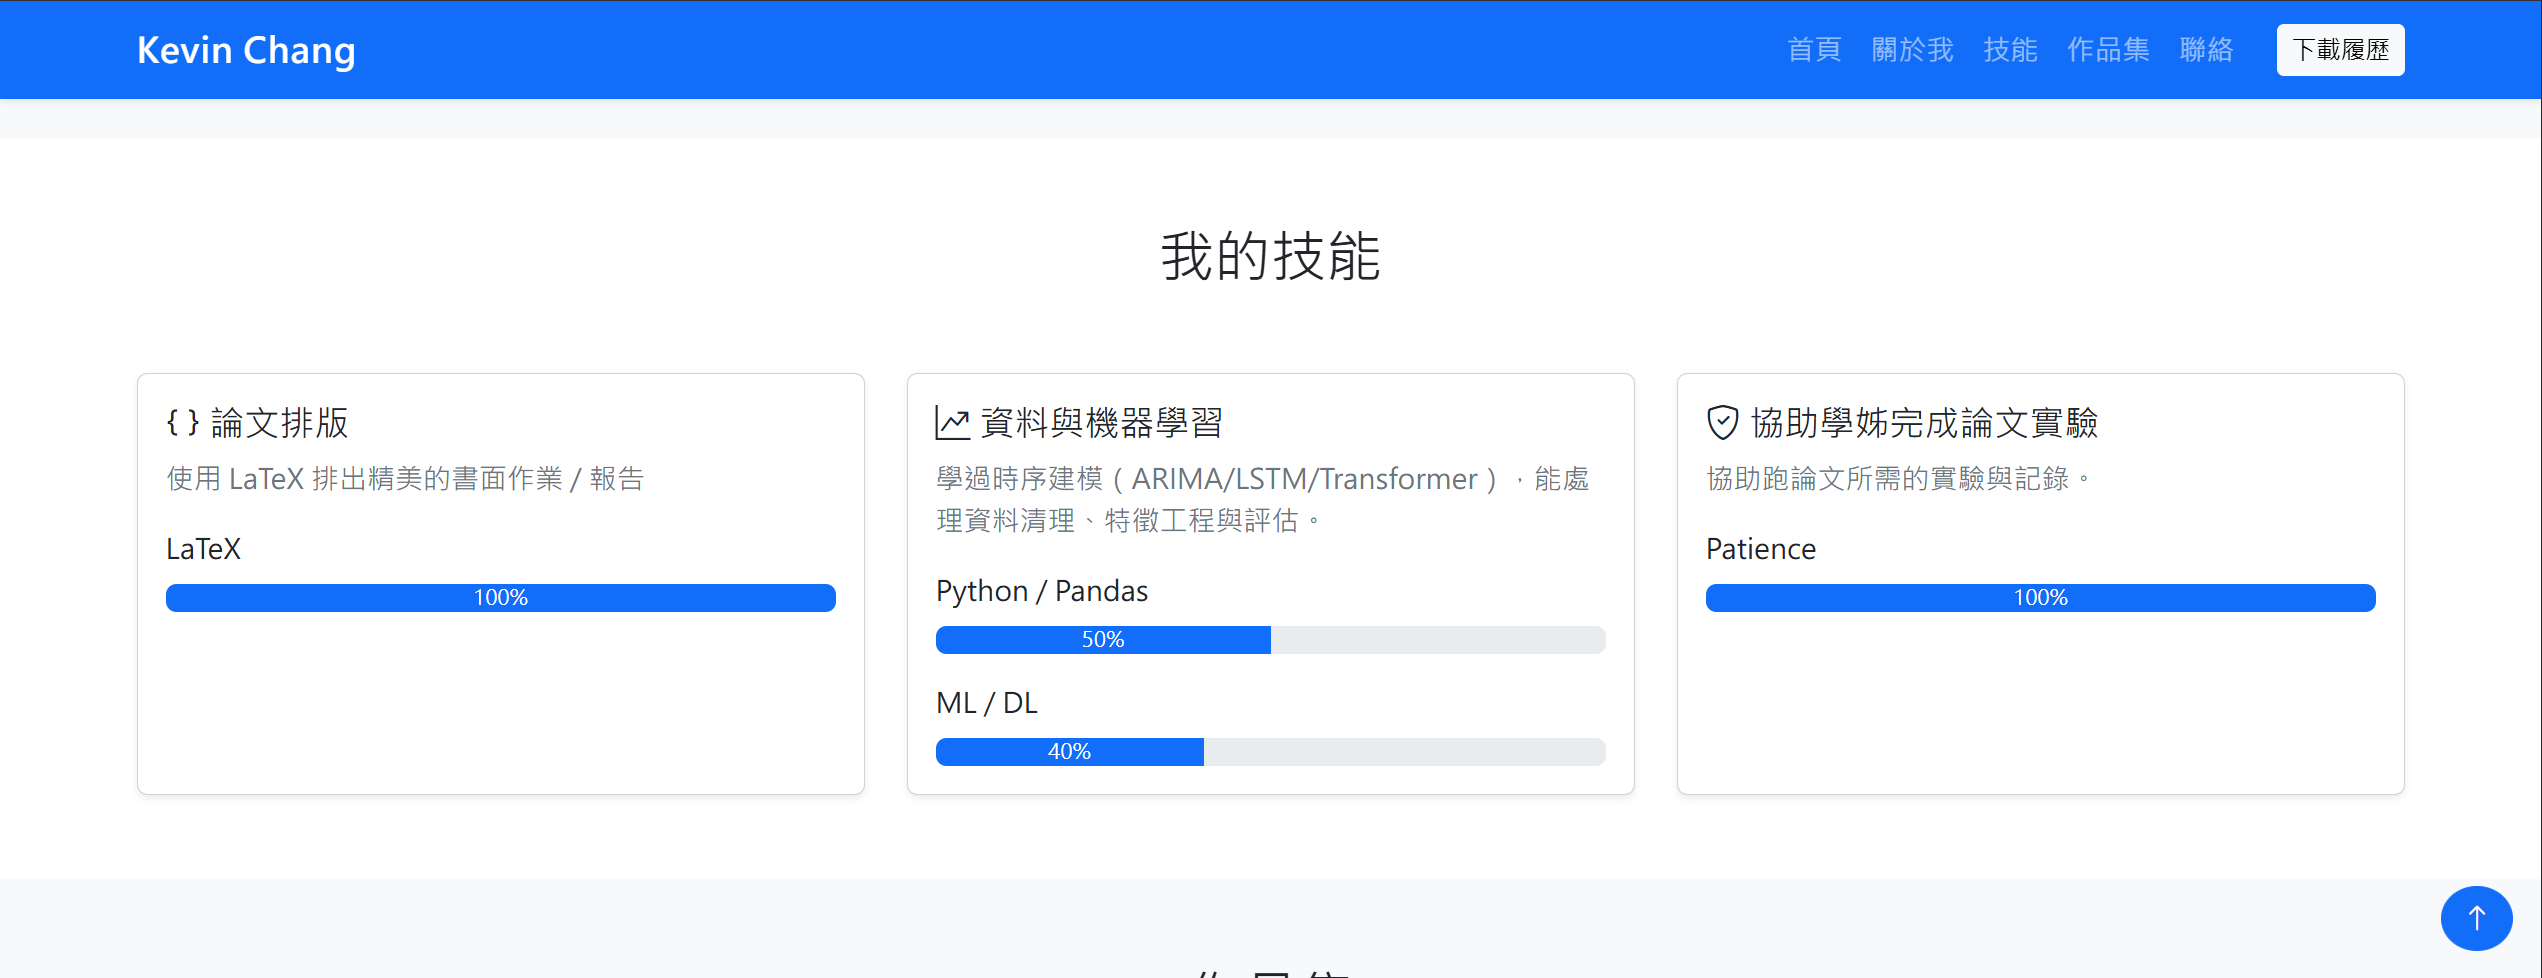 Kevin Chang
首頁 關於我 技能 作品集 聯絡 下載履歷
我的技能
{ } 論文排版
使用 LaTeX 排出精美的書面作業 / 報告
LaTeX
100%
資料與機器學習
學過時序建模（ARIMA/LSTM/Transformer），能處
理資料清理、特徵工程與評估。
Python / Pandas
50%
ML / DL
40%
協助學姊完成論文實驗
協助跑論文所需的實驗與記錄。
Patience
100%